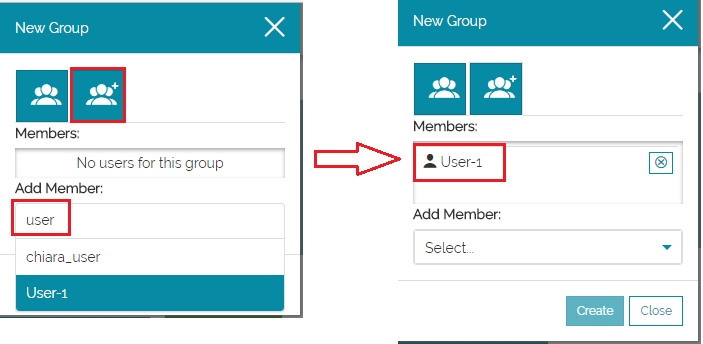 New Group
Members:
No users for this group
Add Member:
user
chiara_user
User-1
New Group
Members:
User-1
Add Member:
Select...
Create
Close